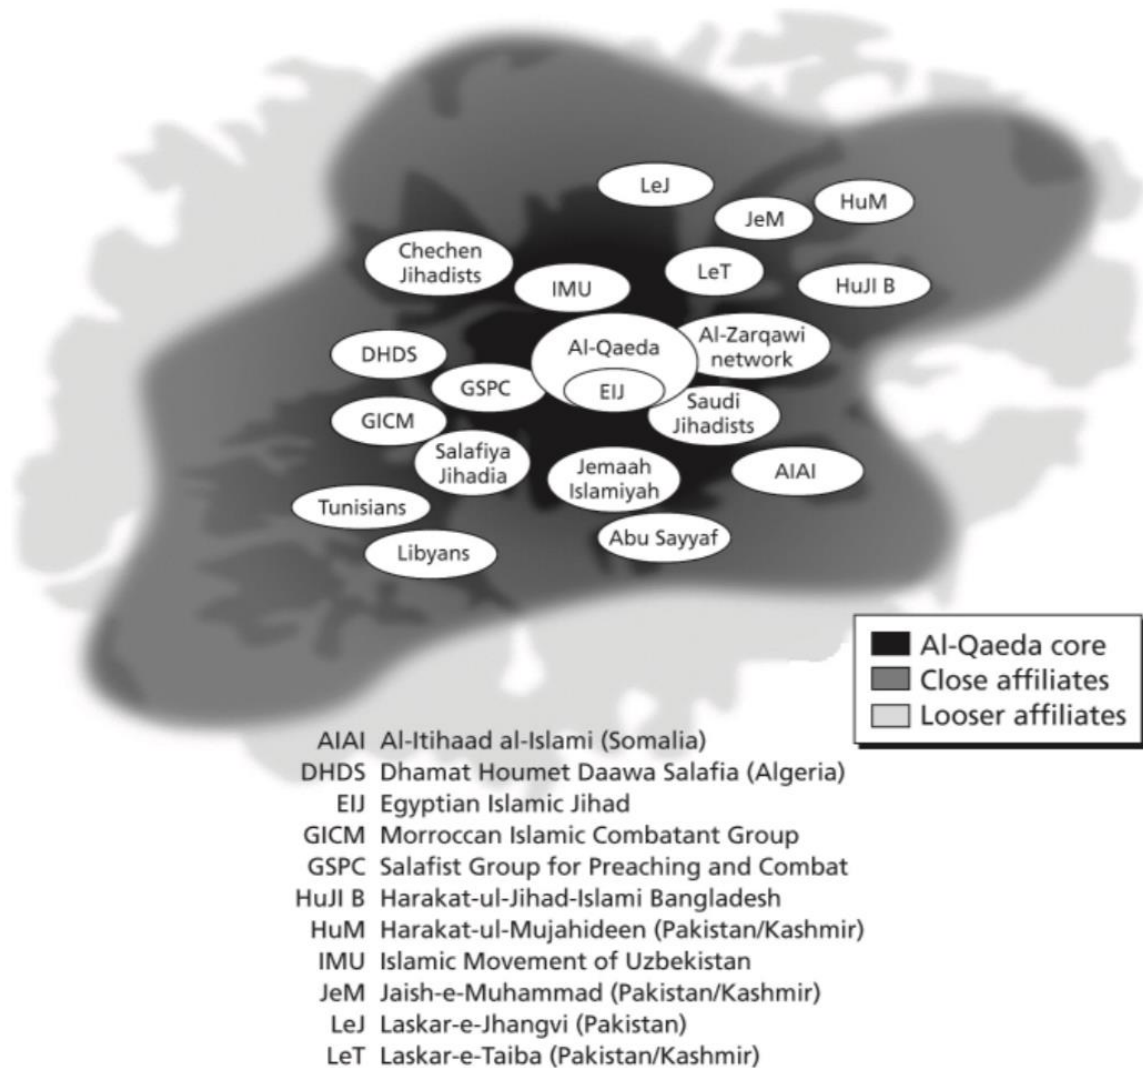 LeJ
HuM
JeM
Chechen
Jihadists
LeT
IMU
HuJI B
Al-Zarqawi
network
Al-Qaeda
DHDS
GSPC
EIJ
Saudi
Jihadists
GICM
Salafiya
Jihadia
Jemaah
Islamiyah
AIAI
Tunisians
Libyans
Abu Sayyaf
Al-Qaeda core
Close affiliates
Looser affiliates
AIAI Al-Itihaad al-Islami (Somalia)
DHDS Dhamat Houmet Daawa Salafia (Algeria)
EIJ Egyptian Islamic Jihad
GICM Morroccan Islamic Combatant Group
GSPC Salafist Group for Preaching and Combat
HuJI B Harakat-ul-Jihad-Islami Bangladesh
HuM Harakat-ul-Mujahideen (Pakistan/Kashmir)
IMU Islamic Movement of Uzbekistan
JeM Jaish-e-Muhammad (Pakistan/Kashmir)
LeJ Laskar-e-Jhangvi (Pakistan)
LeT Laskar-e-Taiba (Pakistan/Kashmir)